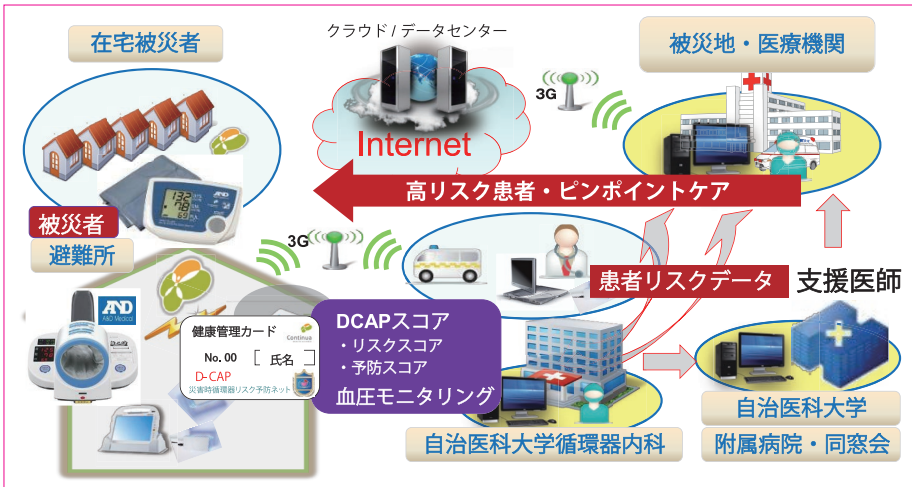 在宅被災者
クラウド / データセンター
被災地・医療機関
3G
Internet
高リスク患者・ピンポイントケア
被災者
避難所
3G
患者リスクデータ
支援医師
AND
A&D Medical
AND
健康管理カード
Continua
No. 00 [ 氏名 ]
D-CAP
災害時循環器リスク予防ネット
DCAPスコア
・リスクスコア
・予防スコア
血圧モニタリング
自治医科大学循環器内科
自治医科大学
附属病院・同窓会